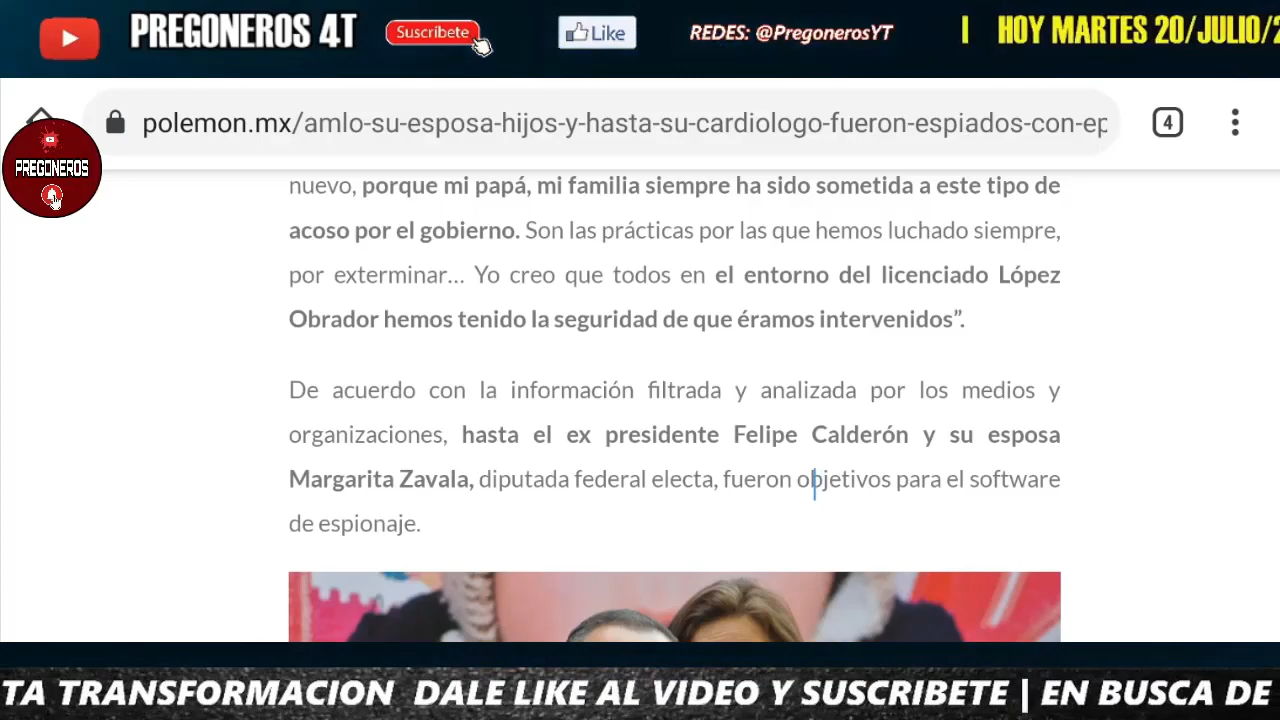 PREGONEROS 4T
Suscríbete
Like
REDES: @PregonerosYT
HOY MARTES 20/JULIO/2
polemon.mx/amlo-su-esposa-hijos-y-hasta-su-cardiologo-fueron-espiados-con-ep
4
PREGONEROS
nuevo, porque mi papá, mi familia siempre ha sido sometida a este tipo de
acoso por el gobierno. Son las prácticas por las que hemos luchado siempre,
por exterminar... Yo creo que todos en el entorno del licenciado López
Obrador hemos tenido la seguridad de que éramos intervenidos”.
De acuerdo con la información filtrada y analizada por los medios y
organizaciones, hasta el ex presidente Felipe Calderón y su esposa
Margarita Zavala, diputada federal electa, fueron objetivos para el software
de espionaje.
TA TRANSFORMACION DALE LIKE AL VIDEO Y SUSCRIBETE | EN BUSCA DE